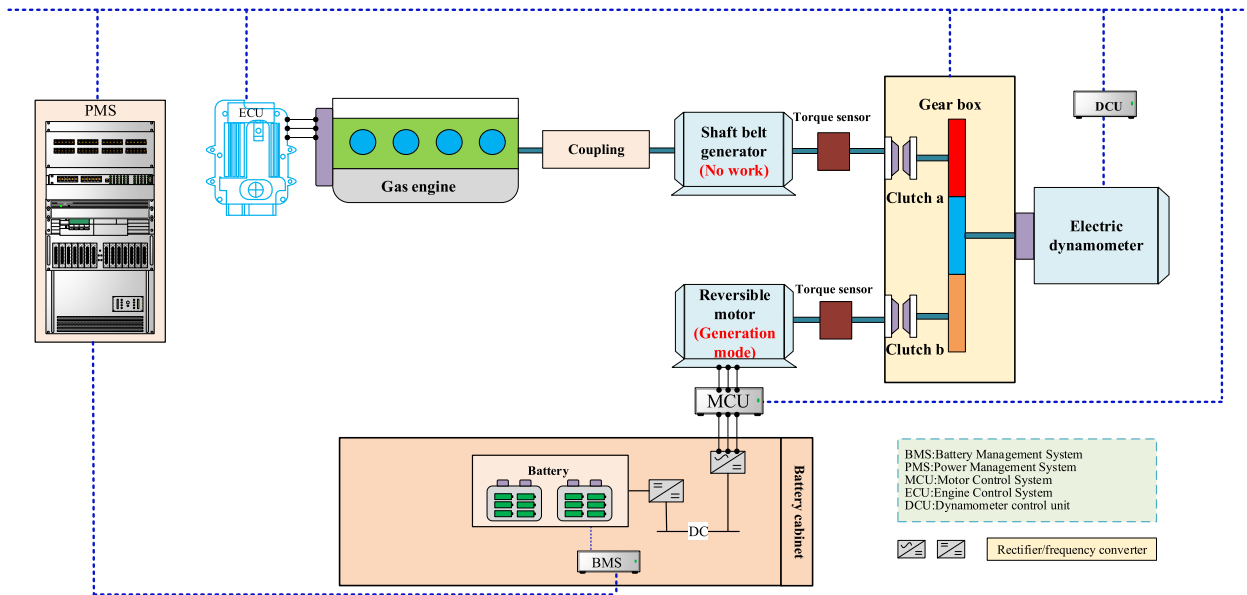 PMS
ECU
Gas engine
Coupling
Shaft belt
generator
(No work)
Torque sensor
Gear box
Clutch a
DCU
Electric
dynamometer
Reversible
motor
(Generation
mode)
Torque sensor
Clutch b
MCU
Battery
DC
BMS
Battery cabinet
BMS:Battery Management System
PMS:Power Management System
MCU:Motor Control System
ECU:Engine Control System
DCU:Dynamometer control unit
Rectifier/frequency converter